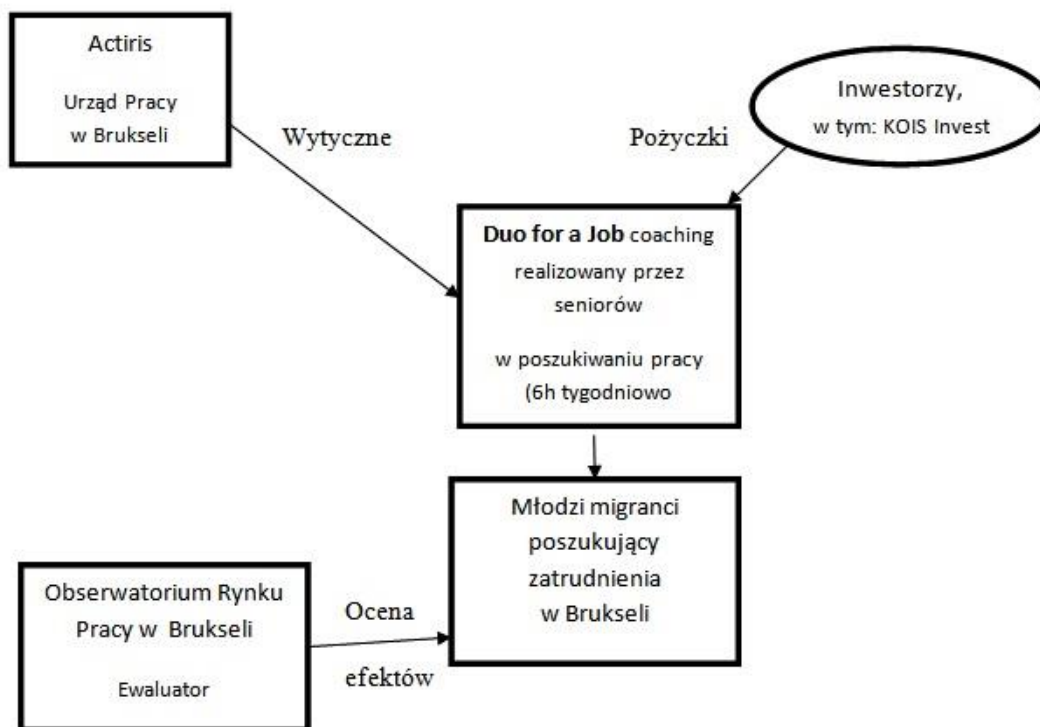 Actiris
Urząd Pracy
w Brukseli
Wytyczne
Pożyczki
Inwestorzy,
w tym: KOIS Invest
Duo for a Job coaching
realizowany przez
seniorów
w poszukiwaniu pracy
(6h tygodniowo
Młodzi migranci
poszukujący
zatrudnienia
w Brukseli
Obserwatorium Rynku
Pracy w Brukseli
Ewaluator
Ocena
efektów